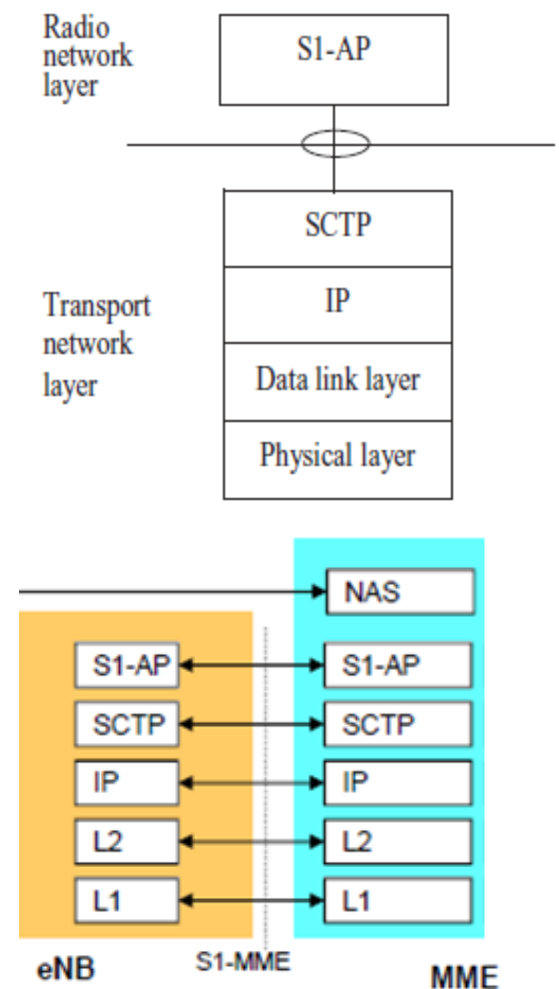 Radio
network
layer
S1-AP
SCTP
IP
Transport
network
layer
Data link layer
Physical layer
NAS
S1-AP
S1-AP
SCTP
SCTP
IP
IP
L2
L2
L1
L1
eNB
S1-MME
MME